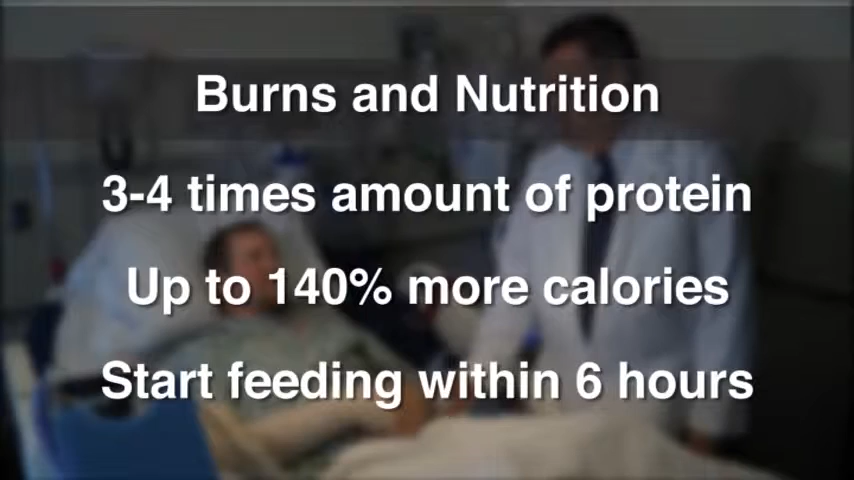 Burns and Nutrition
3-4 times amount of protein
Up to 140% more calories
Start feeding within 6 hours